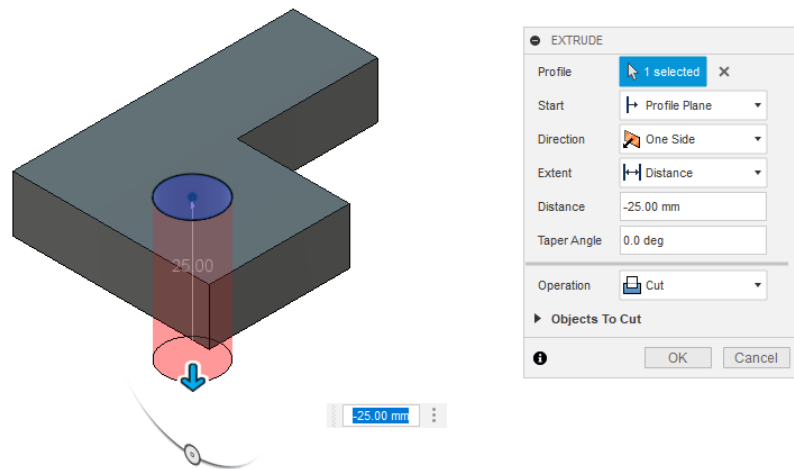 25.00
-25.00 mm
EXTRUDE
Profile 1 selected
Start Profile Plane
Direction One Side
Extent Distance
Distance -25.00 mm
Taper Angle 0.0 deg
Operation Cut
Objects To Cut
OK Cancel